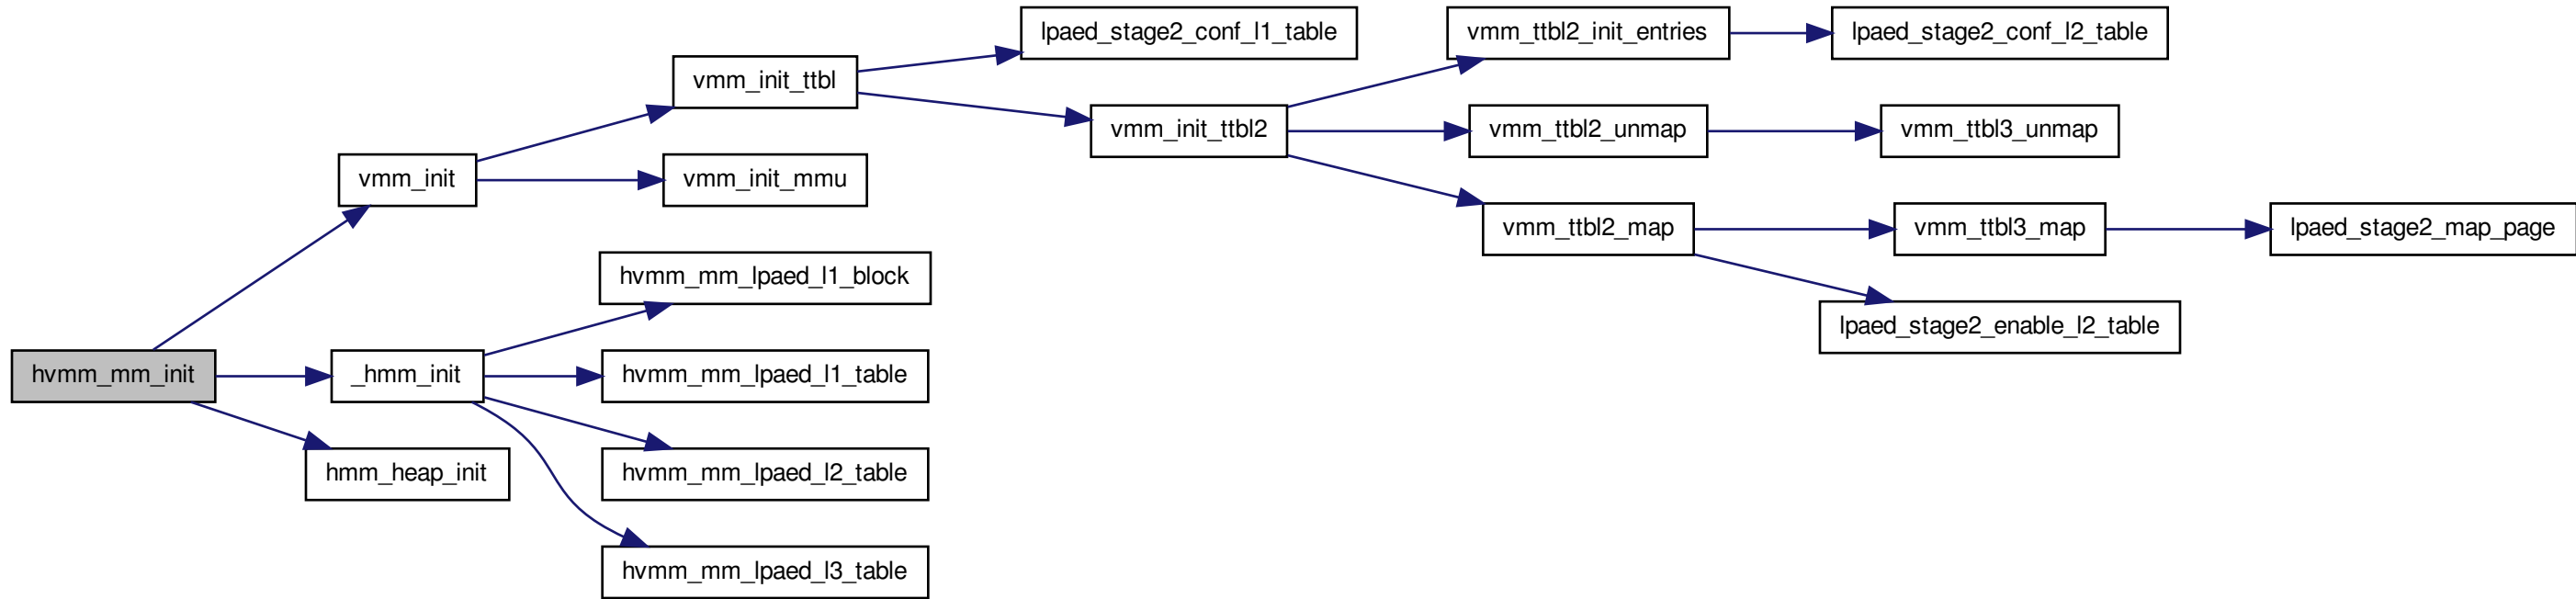 lpaed_stage2_conf_l1_table
vmm_ttbl2_init_entries
lpaed_stage2_conf_l2_table
vmm_init_ttbl
vmm_init_ttbl2
vmm_ttbl2_unmap
vmm_ttbl3_unmap
vmm_init
vmm_init_mmu
vmm_ttbl2_map
vmm_ttbl3_map
lpaed_stage2_map_page
hvmm_mm_lpaed_l1_block
lpaed_stage2_enable_l2_table
hvmm_mm_init
_hmm_init
hvmm_mm_lpaed_l1_table
hmm_heap_init
hvmm_mm_lpaed_l2_table
hvmm_mm_lpaed_l3_table